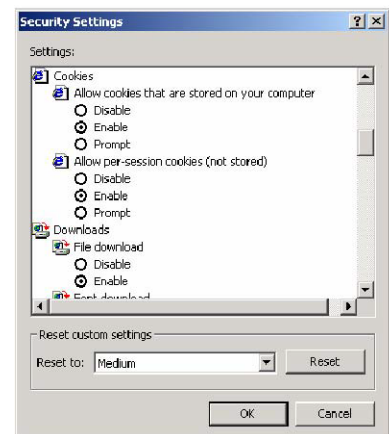 Security Settings
Settings:
Cookies
Allow cookies that are stored on your computer
Disable
Enable
Prompt
Allow per-session cookies (not stored)
Disable
Enable
Prompt
Downloads
File download
Disable
Enable
Font download
Reset custom settings
Reset to: Medium Reset
OK Cancel